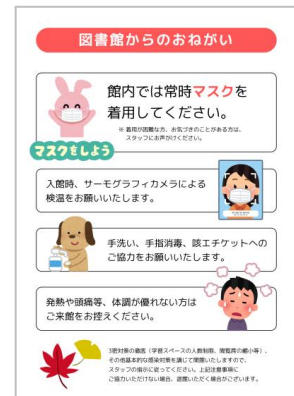 図書館からのおねがい
館内では常時マスクを
着用してください。
※ 着用が困難な方、お気づきのことがある方は、
スタッフにお声がけください。
マスクをしよう
入館時、サーモグラフィカメラによる
検温をお願いいたします。
手洗い、手指消毒、該エチケットへの
ご協力をお願いいたします。
発熱や頭痛等、体調が優れない方は
ご来館をお控えください。
3密対策の徹底（学習スペースの人数制限、閲覧席の縮小等）、
その他基本的な感染対策を講じて開館いたしますので、
スタッフの指示に従ってください。上記注意事項に
ご協力いただけない場合、退館いただく場合がございます。